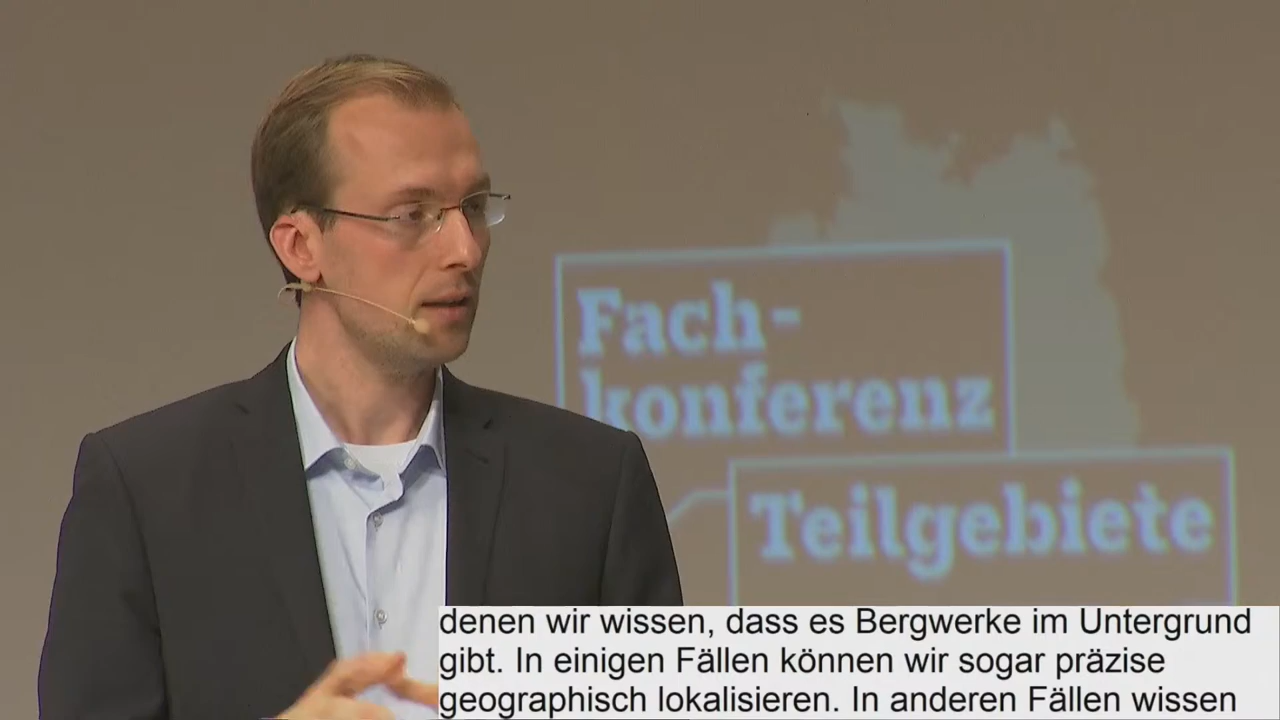 Fach-
konferenz
Teilgebiete
denen wir wissen, dass es Bergwerke im Untergrund
gibt. In einigen Fällen können wir sogar präzise
geographisch lokalisieren. In anderen Fällen wissen